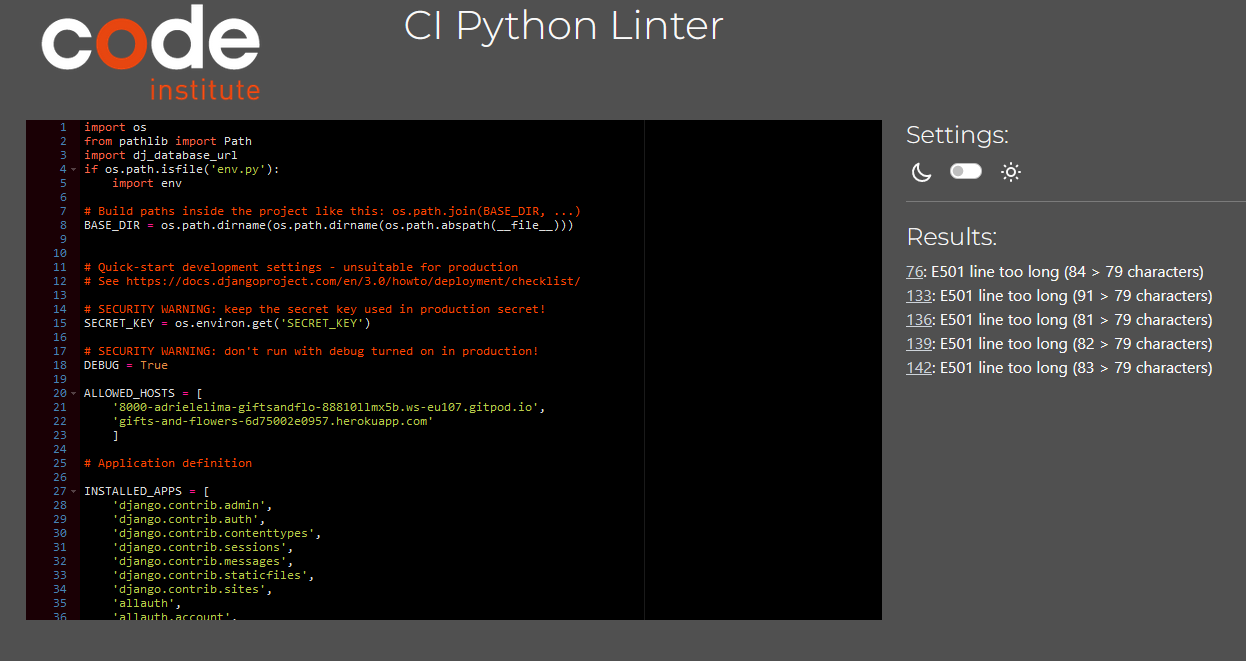 code
institute
CI Python Linter
1 import os
2 from pathlib import Path
3 import dj_database_url
4 if os.path.isfile('env.py'):
5     import env
6
7 # Build paths inside the project like this: os.path.join(BASE_DIR, ...)
8 BASE_DIR = os.path.dirname(os.path.dirname(os.path.abspath(__file__)))
9
10
11 # Quick-start development settings - unsuitable for production
12 # See https://docs.djangoproject.com/en/3.0/howto/deployment/checklist/
13
14 # SECURITY WARNING: keep the secret key used in production secret!
15 SECRET_KEY = os.environ.get('SECRET_KEY')
16
17 # SECURITY WARNING: don't run with debug turned on in production!
18 DEBUG = True
19
20 ALLOWED_HOSTS = [
21     '8000-adrielelima-giftsandflo-88810llmx5b.ws-eu107.gitpod.io',
22     'gifts-and-flowers-6d75002e0957.herokuapp.com'
23     ]
24
25 # Application definition
26
27 INSTALLED_APPS = [
28     'django.contrib.admin',
29     'django.contrib.auth',
30     'django.contrib.contenttypes',
31     'django.contrib.sessions',
32     'django.contrib.messages',
33     'django.contrib.staticfiles',
34     'django.contrib.sites',
35     'allauth',
36     'allauth.account',
Settings:
Results:
76: E501 line too long (84 > 79 characters)
133: E501 line too long (91 > 79 characters)
136: E501 line too long (81 > 79 characters)
139: E501 line too long (82 > 79 characters)
142: E501 line too long (83 > 79 characters)